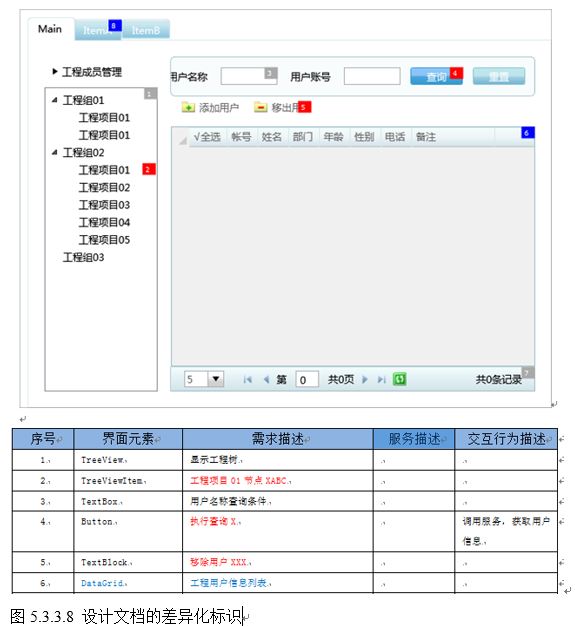 Main Item 8 ItemB
工程成员管理
用户名称 3 用户账号 查询 4 重置
1
工程组01
工程项目01
工程项目01
工程组02
工程项目01 2
工程项目02
工程项目03
工程项目04
工程项目05
工程组03
添加用户 移出用 5
√全选 帐号 姓名 部门 年龄 性别 电话 备注 6
5 第 0 共0页 共0条记录 7
序号 界面元素 需求描述 服务描述 交互行为描述
1. TreeView 显示工程树
2. TreeViewItem 工程项目01节点XABC
3. TextBox 用户名称查询条件
4. Button 执行查询X 调用服务，获取用户
信息
5. TextBlock 移除用户XXX
6. DataGrid 工程用户信息列表
图 5.3.3.8 设计文档的差异化标识